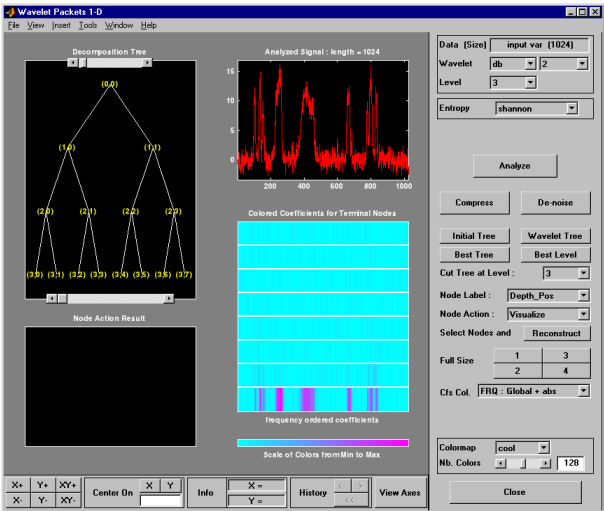 Wavelet Packets 1-D
File View Insert Tools Window Help
Decomposition Tree
(0,0)
(1,0) (1,1)
(2,0) (2,1) (2,2) (2,3)
(3,0) (3,1) (3,2) (3,3) (3,4) (3,5) (3,6) (3,7)
Node Action Result
Analyzed Signal : length = 1024
15
10
5
0
200 400 600 800 1000
Colored Coefficients for Terminal Nodes
frequency ordered coefficients
Scale of Colors from Min to Max
Data (Size) input var (1024)
Wavelet db 2
Level 3
Entropy shannon
Analyze
Compress De-noise
Initial Tree Wavelet Tree
Best Tree Best Level
Cut Tree at Level : 3
Node Label : Depth_Pos
Node Action : Visualize
Select Nodes and Reconstruct
Full Size 1 3
2 4
Cfs Col. FRQ : Global + abs
Colormap cool
Nb. Colors 128
Close
X+ Y+ XY+
X- Y- XY-
Center On X Y
Info X =
Y =
History < >
<<
View Axes